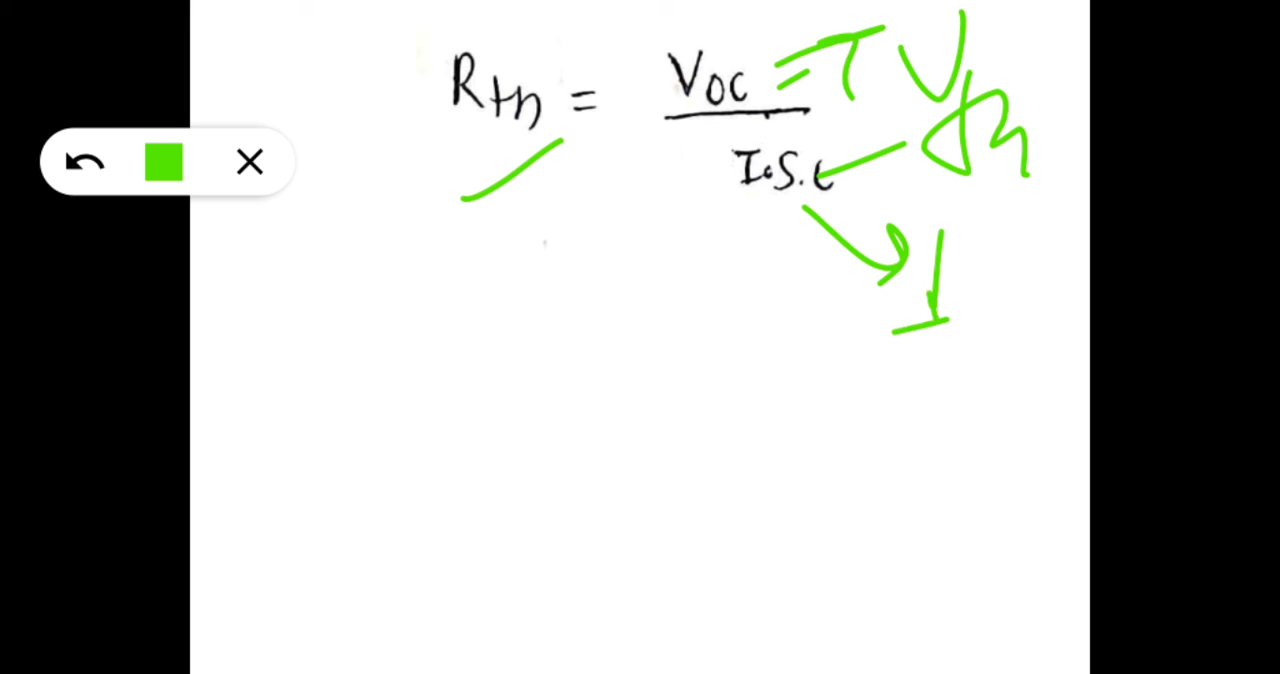 Rth = Voc = T Vth
I.S.c
I